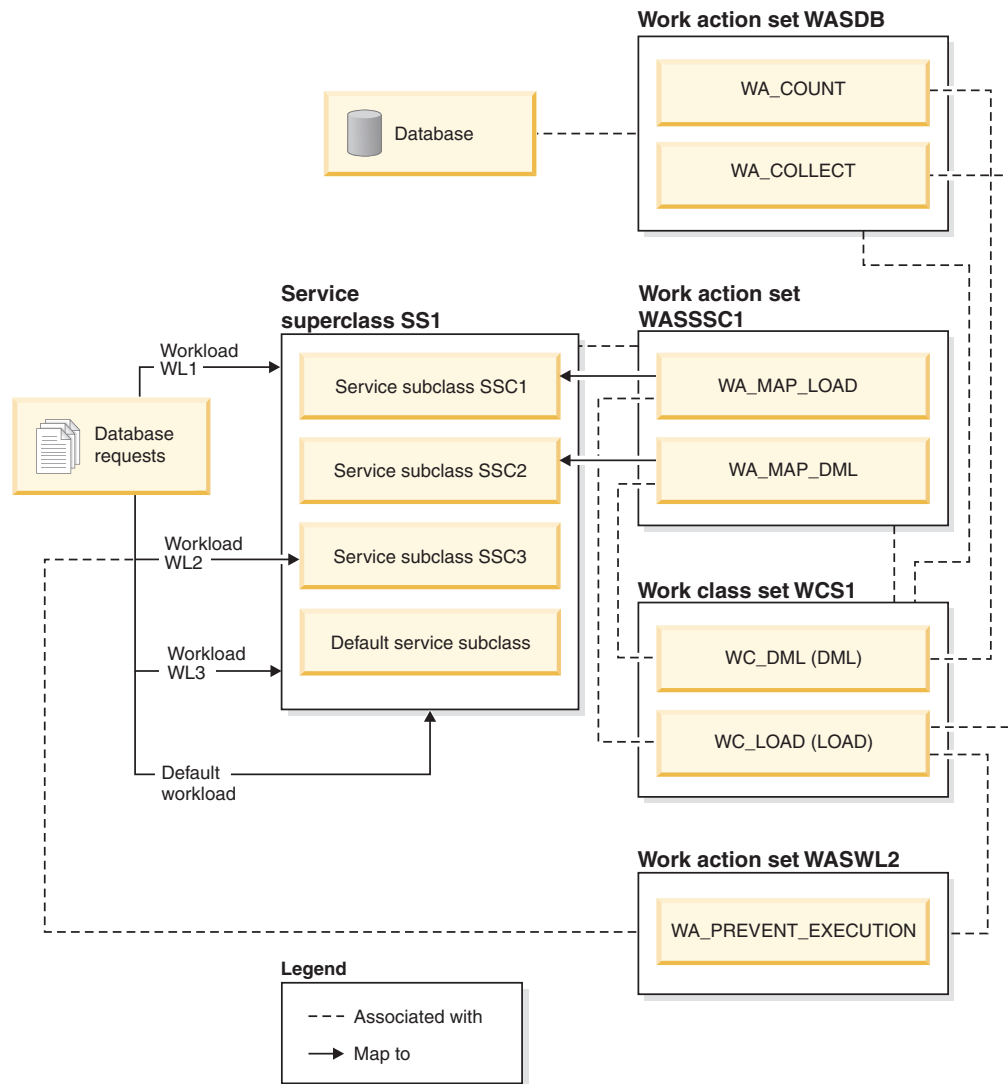 Work action set WASDB
WA_COUNT
Database
WA_COLLECT
Service
superclass SS1
Work action set
WASSSC1
Workload
WL1
Service subclass SSC1
WA_MAP_LOAD
Database
requests
Service subclass SSC2
WA_MAP_DML
Workload
WL2
Service subclass SSC3
Work class set WCS1
Default service subclass
WC_DML (DML)
Workload
WL3
WC_LOAD (LOAD)
Default
workload
Work action set WASWL2
WA_PREVENT_EXECUTION
Legend
Associated with
Map to